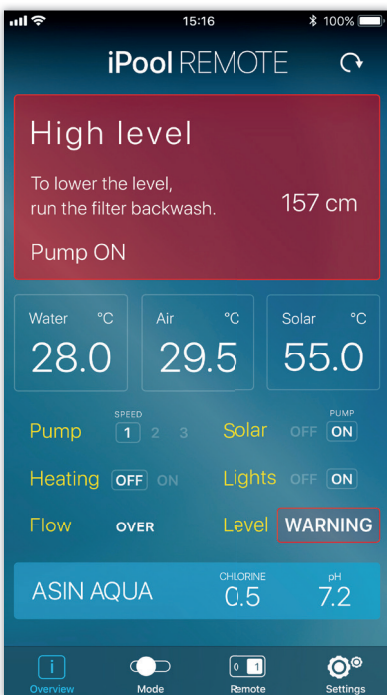 15:16 100%
iPool REMOTE
High level
To lower the level,
run the filter backwash.
157 cm
Pump ON
Water °C Air °C Solar °C
28.0 29.5 55.0
SPEED PUMP
Pump 1 2 3 Solar OFF ON
Heating OFF ON Lights OFF ON
Flow OVER Level WARNING
CHLORINE pH
ASIN AQUA 0.5 7.2
i 0 1
Overview Mode Remote Settings